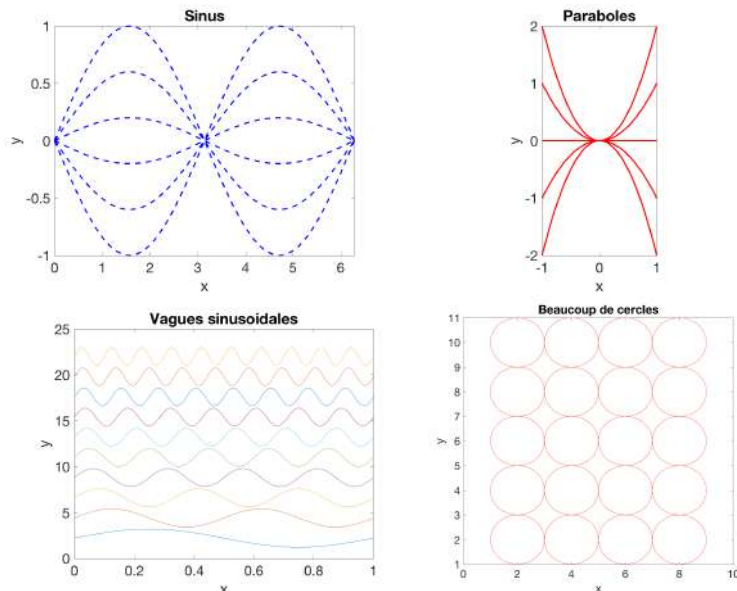 Sinus
1
0.5
0
-0.5
-1
y
0 1 2 3 4 5 6
x
Paraboles
2
1
0
-1
-2
y
-1 0 1
x
Vagues sinusoidales
25
20
15
10
5
0
y
0 0.2 0.4 0.6 0.8 1
x
Beaucoup de cercles
11
10
9
8
7
6
5
4
3
2
1
y
0 2 4 6 8 10
x